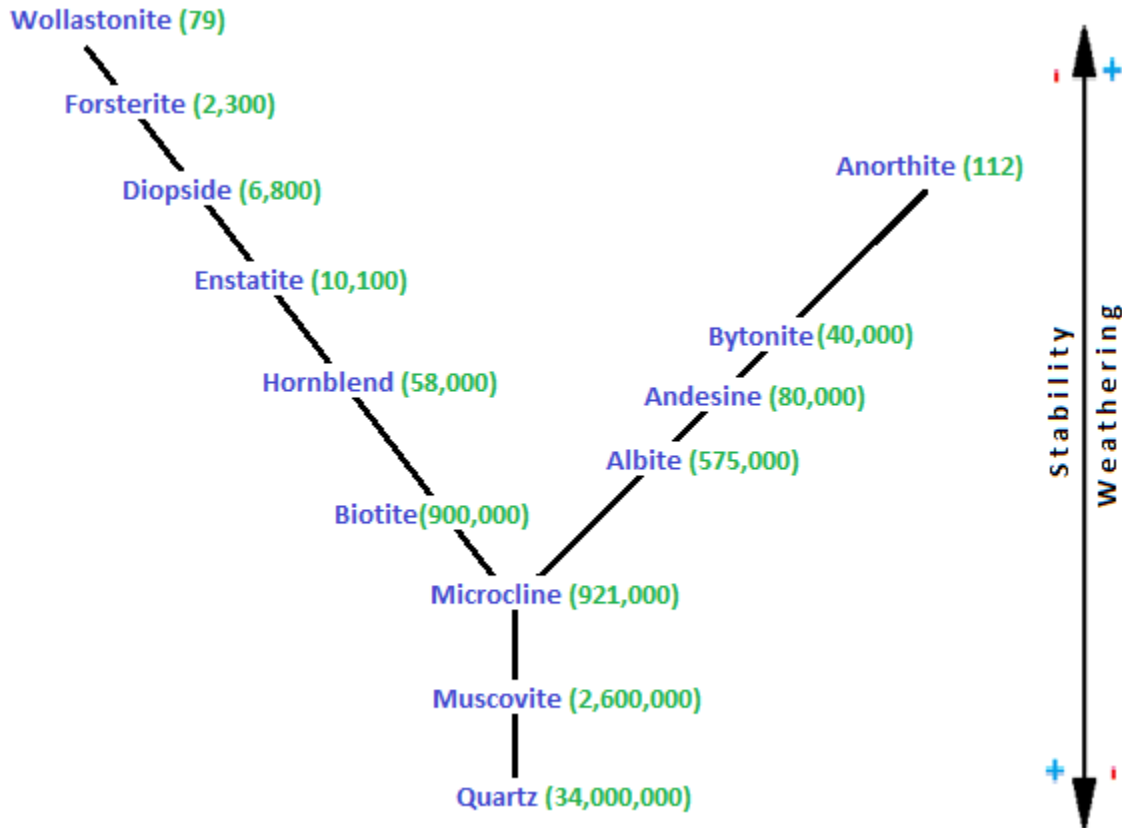 Wollastonite (79)
Forsterite (2,300)
Diopside (6,800)
Enstatite (10,100)
Hornblend (58,000)
Biotite(900,000)
Anorthite (112)
Bytonite(40,000)
Andesine (80,000)
Albite (575,000)
Microcline (921,000)
Muscovite (2,600,000)
Quartz (34,000,000)
- +
Stability
Weathering
+ -